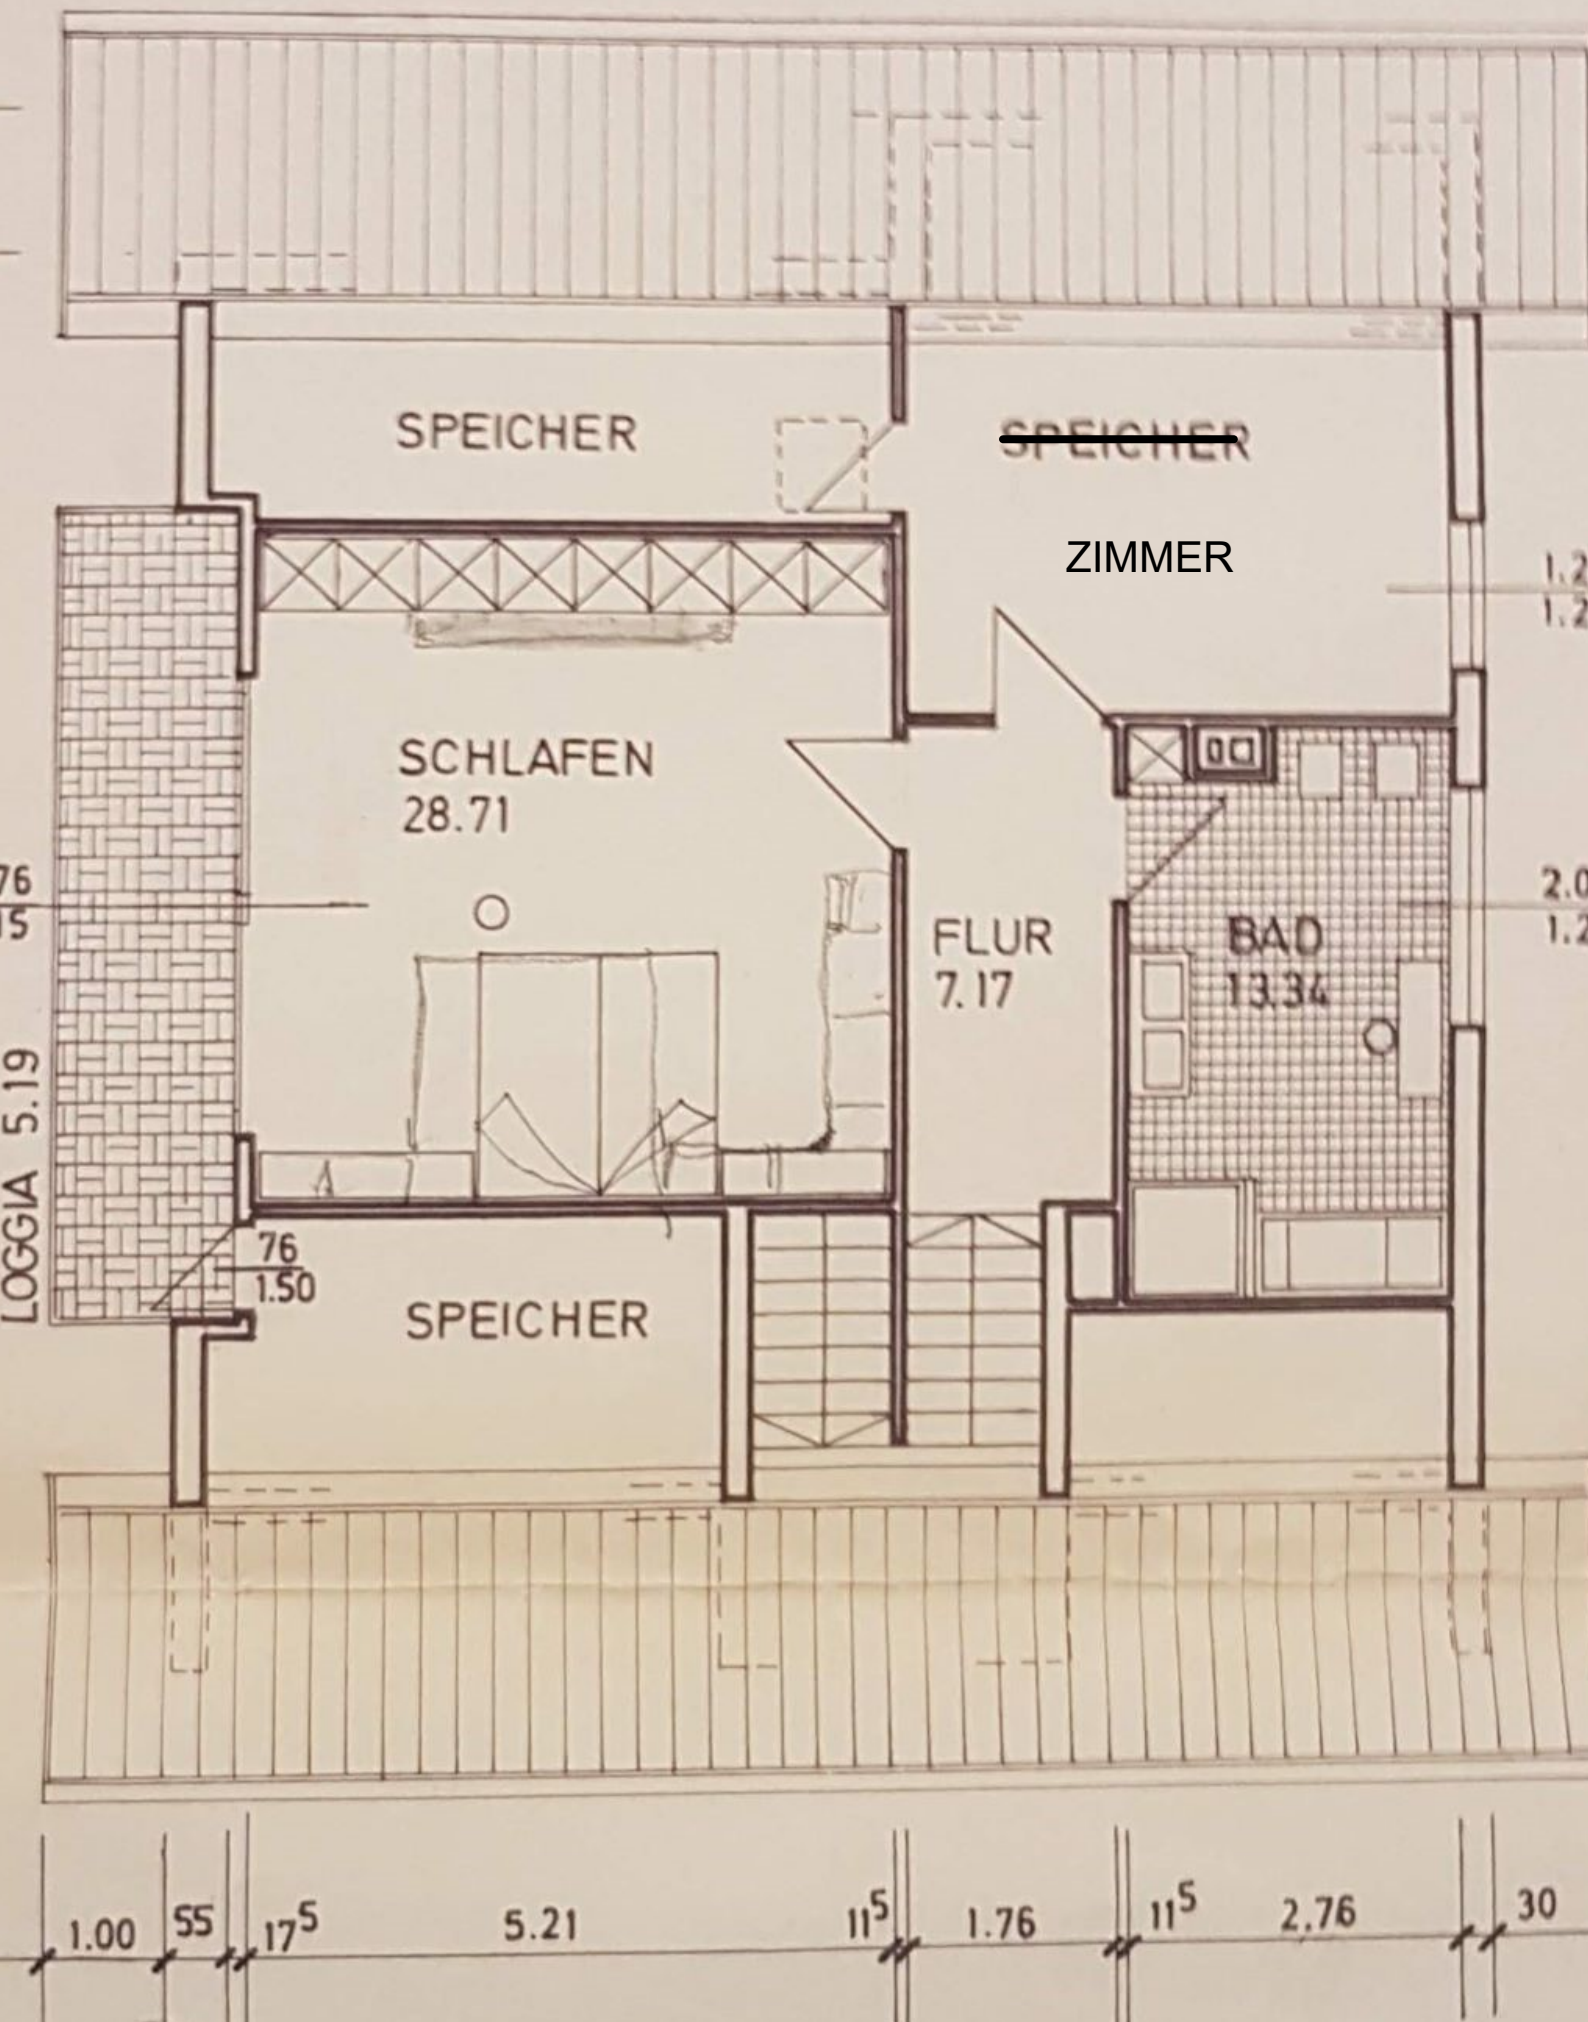 SPEICHER
SPEICHER
ZIMMER
1.2
1.2
SCHLAFEN
28.71
76
15
2.0
1.2
FLUR
7.17
BAD
13.34
LOGGIA 5.19
76
1.50
SPEICHER
1.00 55 17⁵ 5.21 11⁵ 1.76 11⁵ 2.76 30